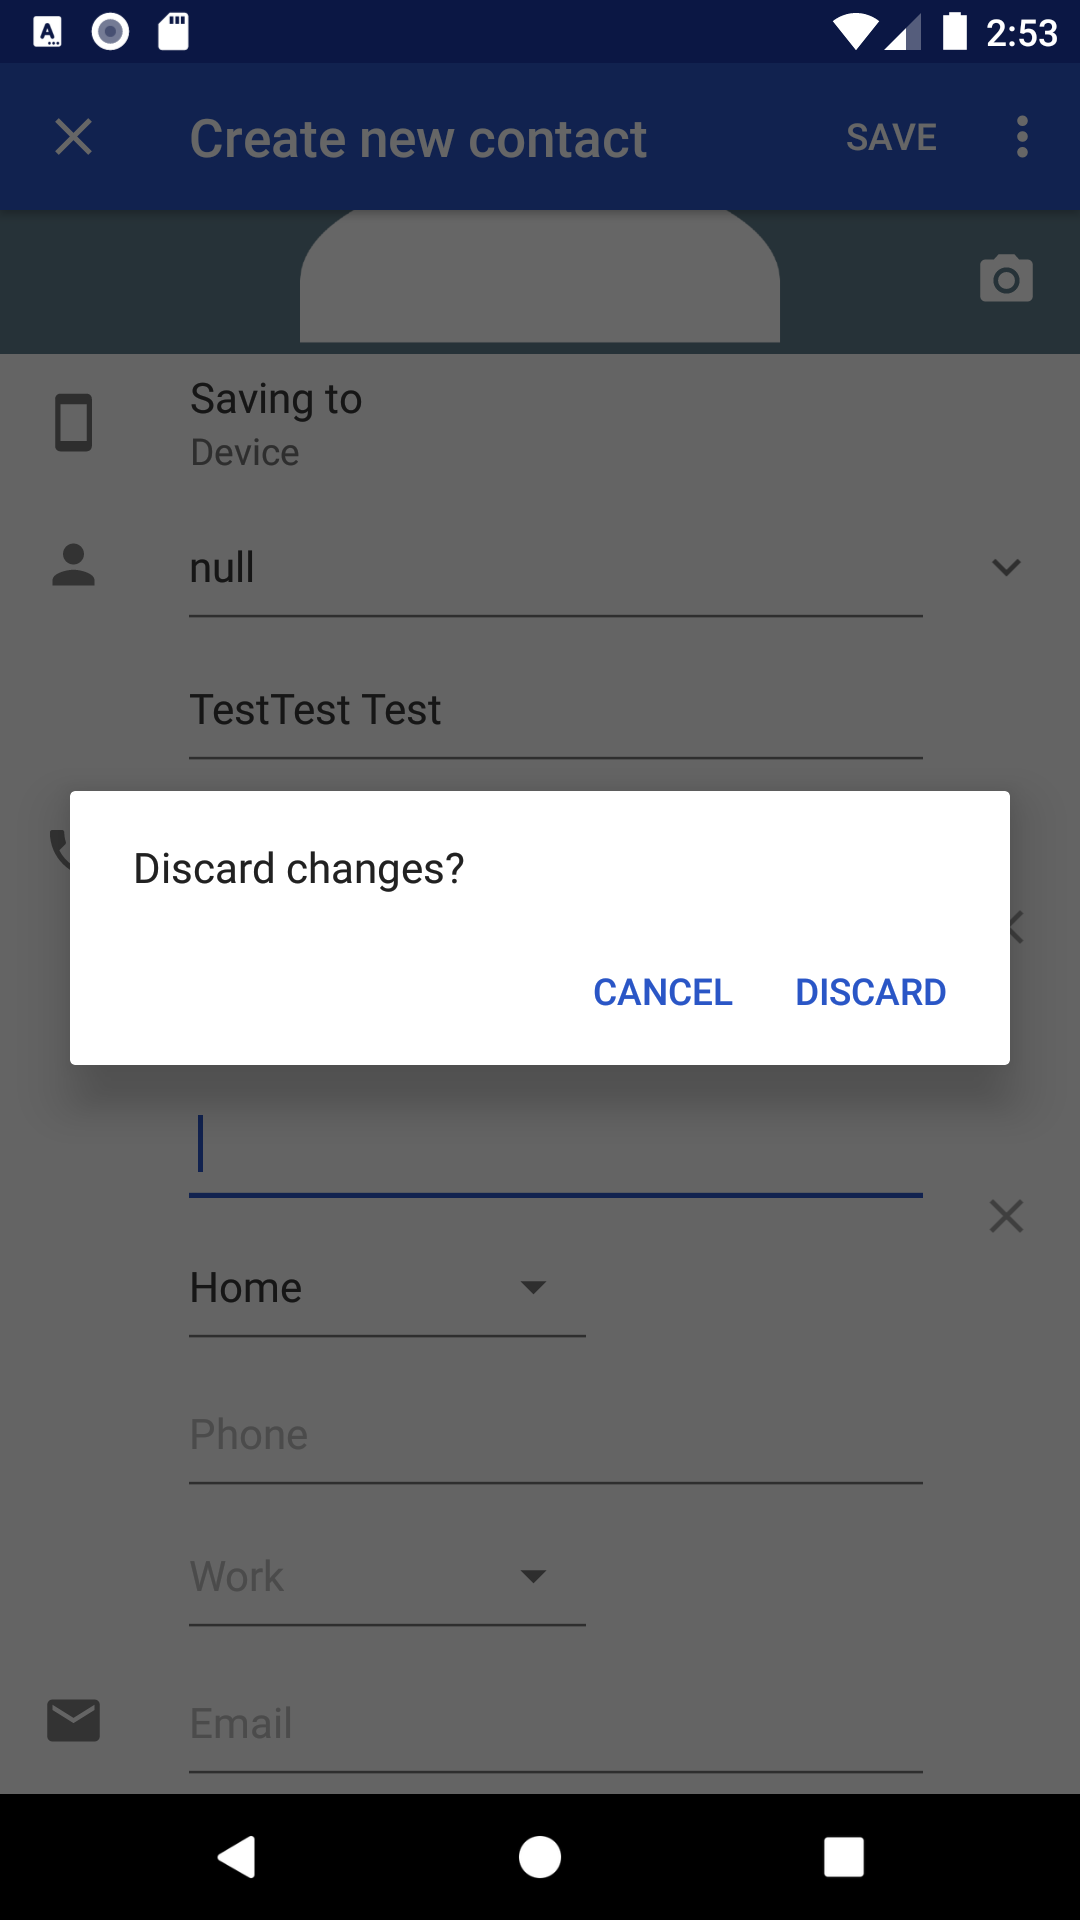 2:53
Create new contact
SAVE
Saving to
Device
null
TestTest Test
Discard changes?
CANCEL
DISCARD
Home
Phone
Work
Email